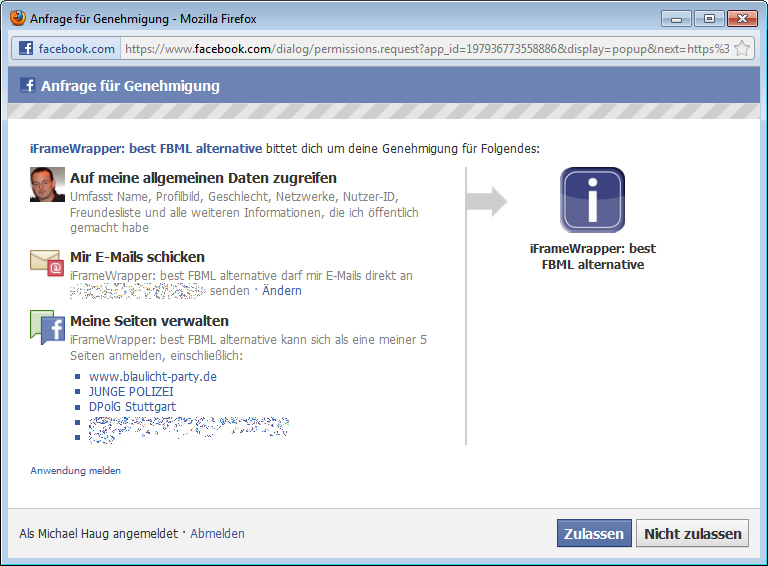 Anfrage für Genehmigung - Mozilla Firefox
facebook.com https://www.facebook.com/dialog/permissions.request?app_id=197936773558886&display=popup&next=https%3
Anfrage für Genehmigung
iFrameWrapper: best FBML alternative bittet dich um deine Genehmigung für Folgendes:
Auf meine allgemeinen Daten zugreifen
Umfasst Name, Profilbild, Geschlecht, Netzwerke, Nutzer-ID,
Freundesliste und alle weiteren Informationen, die ich öffentlich
gemacht habe
Mir E-Mails schicken
iFrameWrapper: best FBML alternative darf mir E-Mails direkt an
senden · Ändern
Meine Seiten verwalten
iFrameWrapper: best FBML alternative kann sich als eine meiner 5
Seiten anmelden, einschließlich:
www.blaulicht-party.de
JUNGE POLIZEI
DPolG Stuttgart
iFrameWrapper: best
FBML alternative
Anwendung melden
Als Michael Haug angemeldet · Abmelden
Zulassen
Nicht zulassen